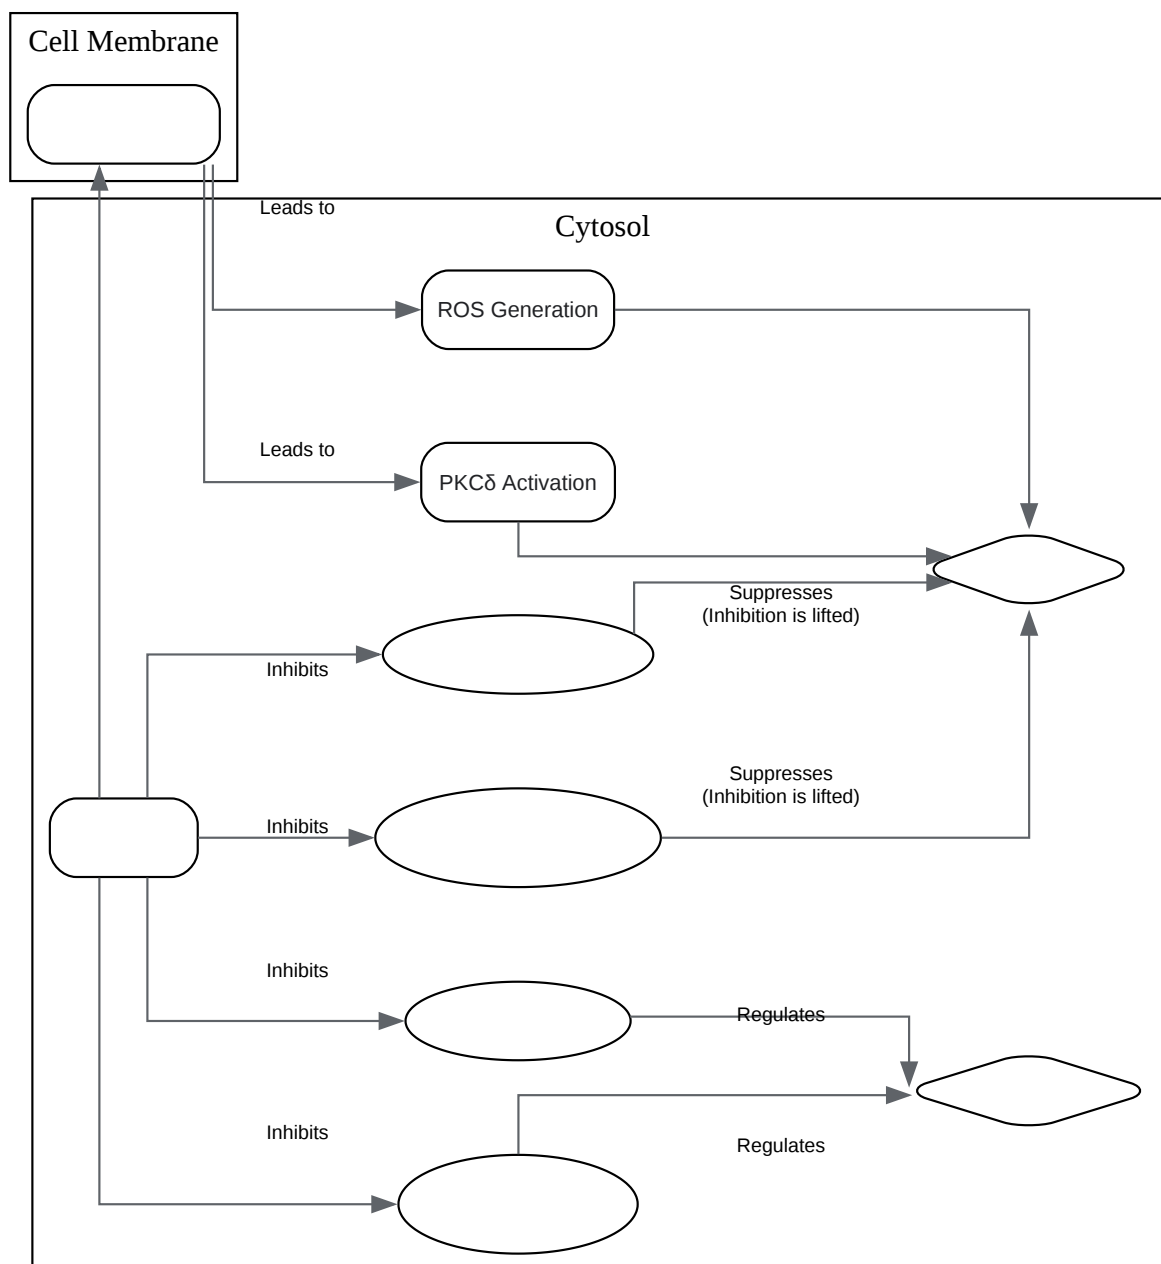 Cell Membrane
Leads to
Cytosol
ROS Generation
Leads to
PKCδ Activation
Suppresses
(Inhibition is lifted)
Inhibits
Suppresses
(Inhibition is lifted)
Inhibits
Inhibits
Regulates
Inhibits
Regulates